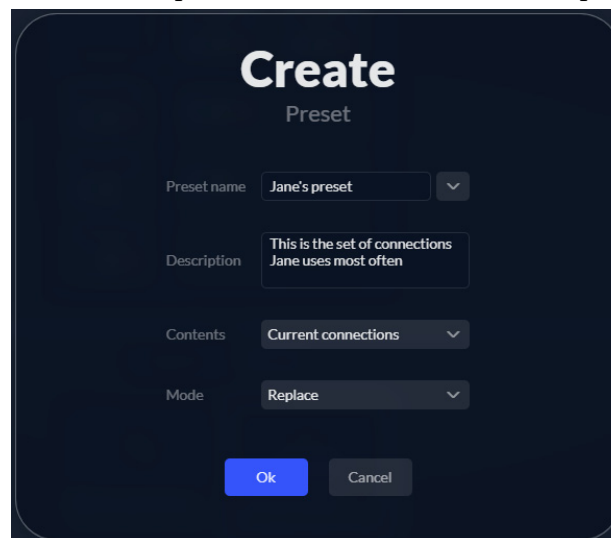 Create
Preset
Preset name
Jane's preset
Description
This is the set of connections
Jane uses most often
Contents
Current connections
Mode
Replace
Ok
Cancel